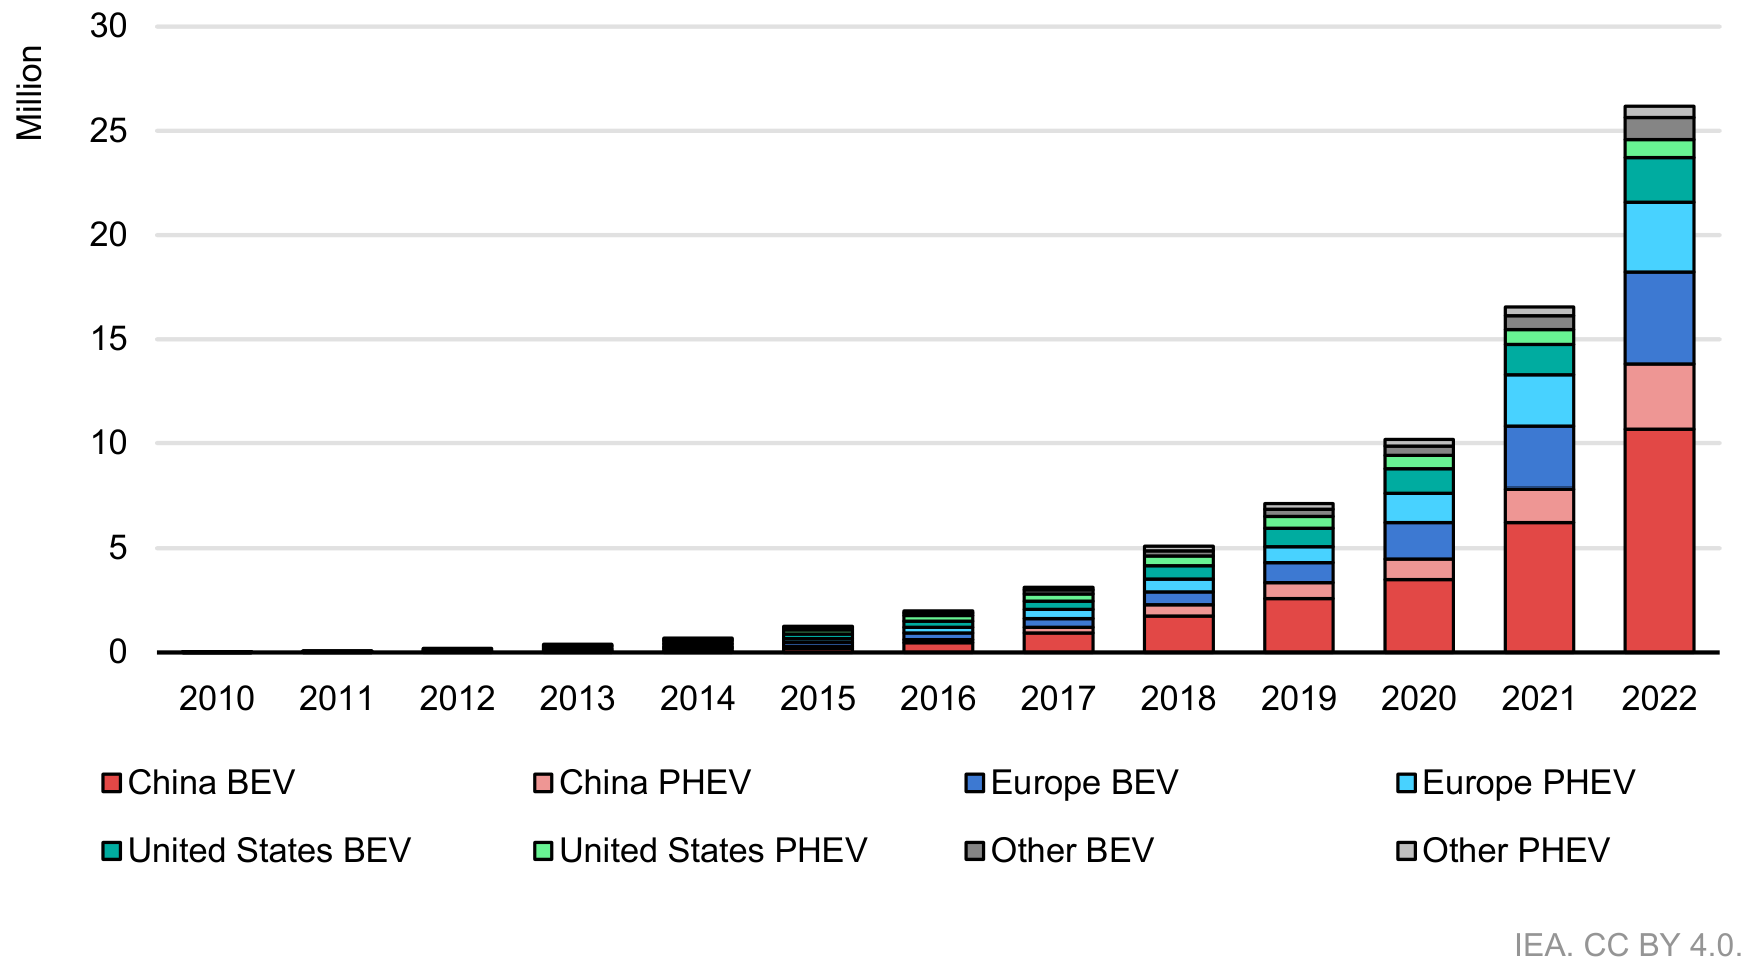 Million
30
25
20
15
10
5
0
2010 2011 2012 2013 2014 2015 2016 2017 2018 2019 2020 2021 2022
China BEV China PHEV Europe BEV Europe PHEV
United States BEV United States PHEV Other BEV Other PHEV
IEA. CC BY 4.0.